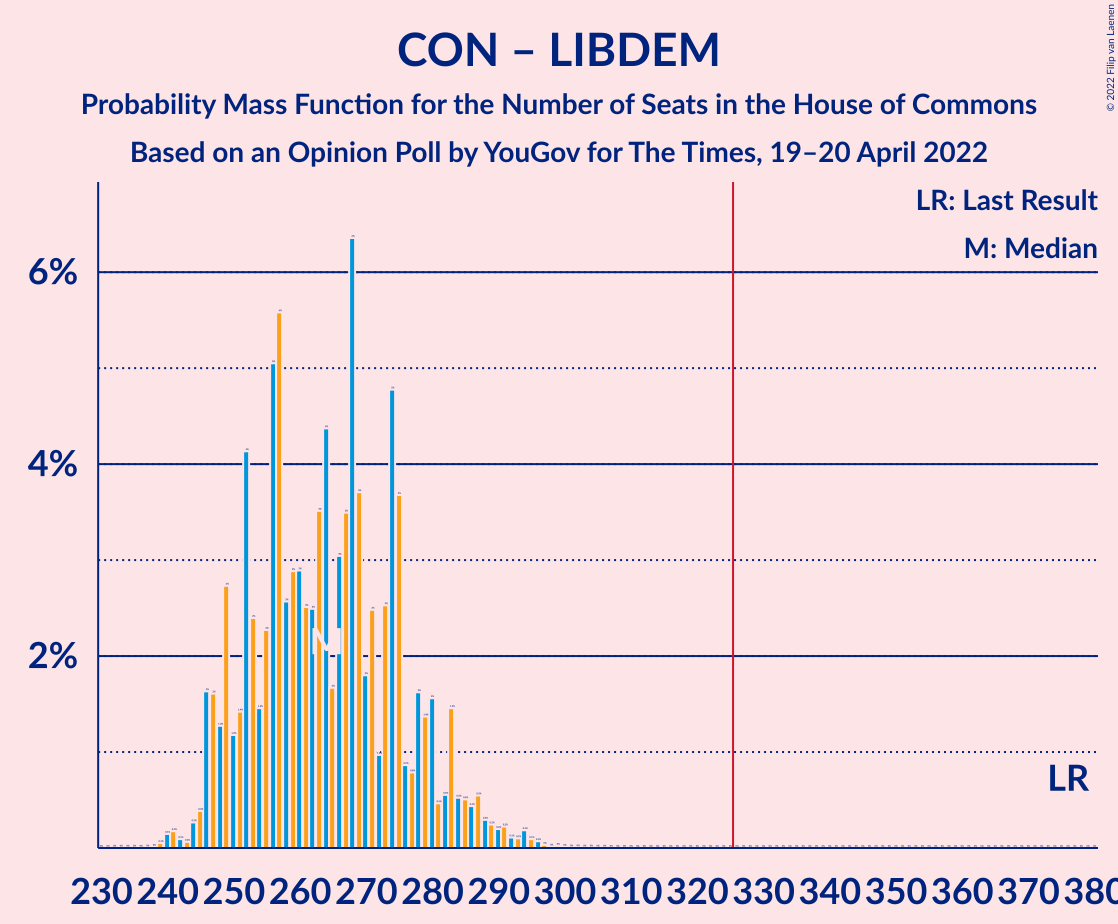 CON – LIBDEM
Probability Mass Function for the Number of Seats in the House of Commons
Based on an Opinion Poll by YouGov for The Times, 19–20 April 2022
© 2022 Filip van Laenen
LR: Last Result
M: Median
6%
4%
2%
M
LR
230 240 250 260 270 280 290 300 310 320 330 340 350 360 370 380